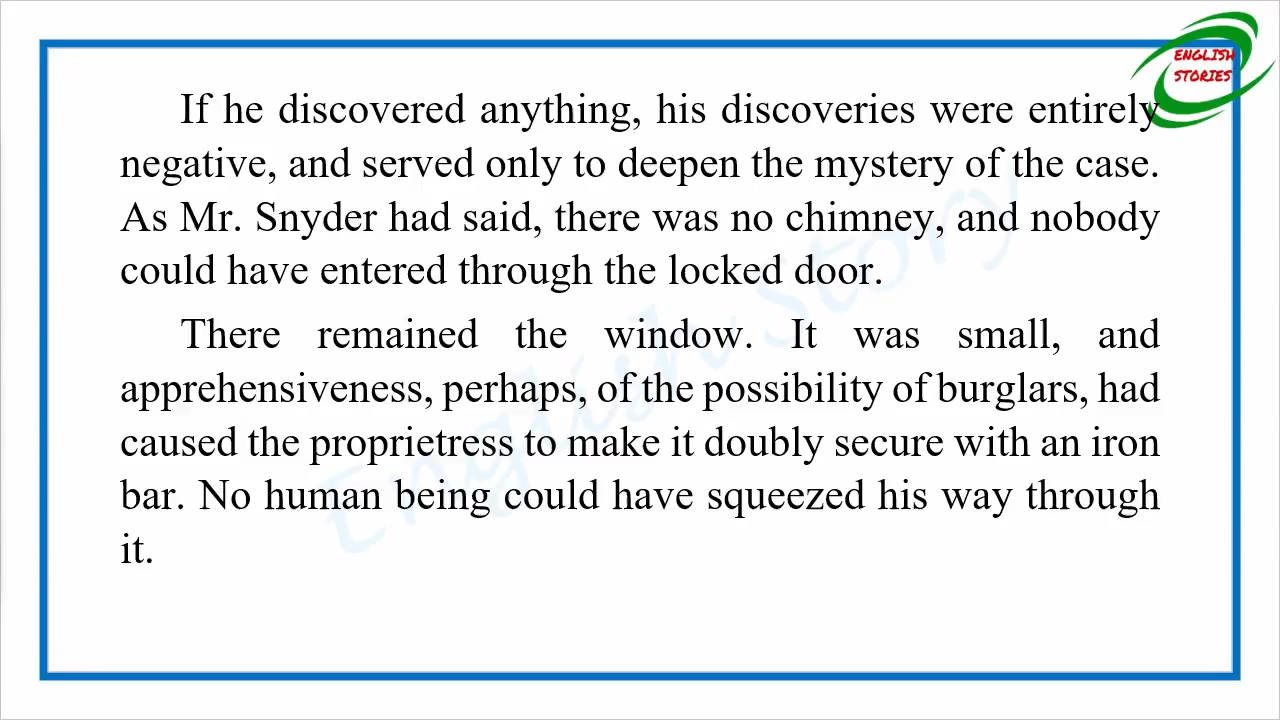 ENGLISH
STORIES
If he discovered anything, his discoveries were entirely
negative, and served only to deepen the mystery of the case.
As Mr. Snyder had said, there was no chimney, and nobody
could have entered through the locked door.
There remained the window. It was small, and
apprehensiveness, perhaps, of the possibility of burglars, had
caused the proprietress to make it doubly secure with an iron
bar. No human being could have squeezed his way through
it.
English Story